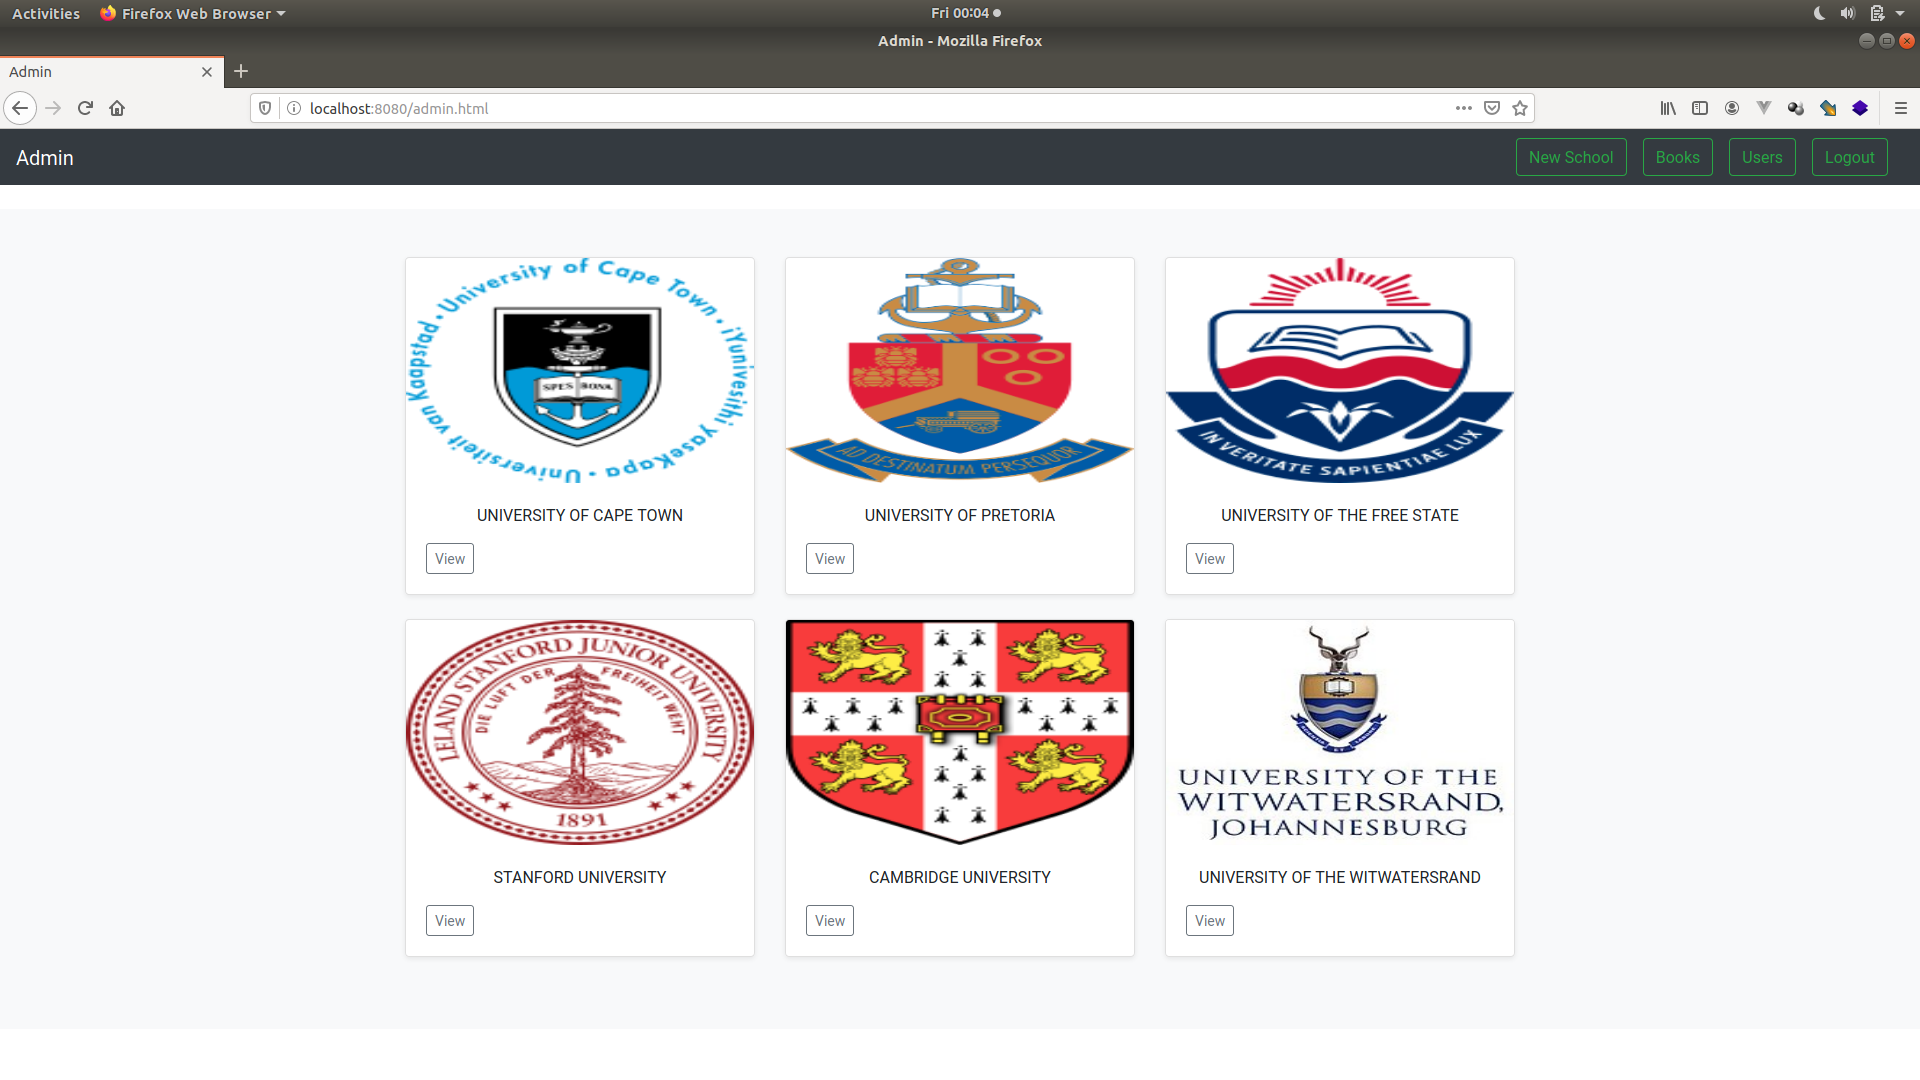 Activities
Firefox Web Browser
Fri 00:04
Admin - Mozilla Firefox
Admin
localhost:8080/admin.html
Admin
New School
Books
Users
Logout
University of Cape Town • iYunivesithi yaseKapa • Universiteit van Kaapstad •
SPES BONA
AD DESTINATUM PERSEQUOR
IN VERITATE SAPIENTIAE LUX
UNIVERSITY OF CAPE TOWN
UNIVERSITY OF PRETORIA
UNIVERSITY OF THE FREE STATE
View
View
View
LELAND STANFORD JUNIOR UNIVERSITY
DIE LUFT DER FREIHEIT WEHT
1891
UNIVERSITY OF THE
WITWATERSRAND,
JOHANNESBURG
STANFORD UNIVERSITY
CAMBRIDGE UNIVERSITY
UNIVERSITY OF THE WITWATERSRAND
View
View
View